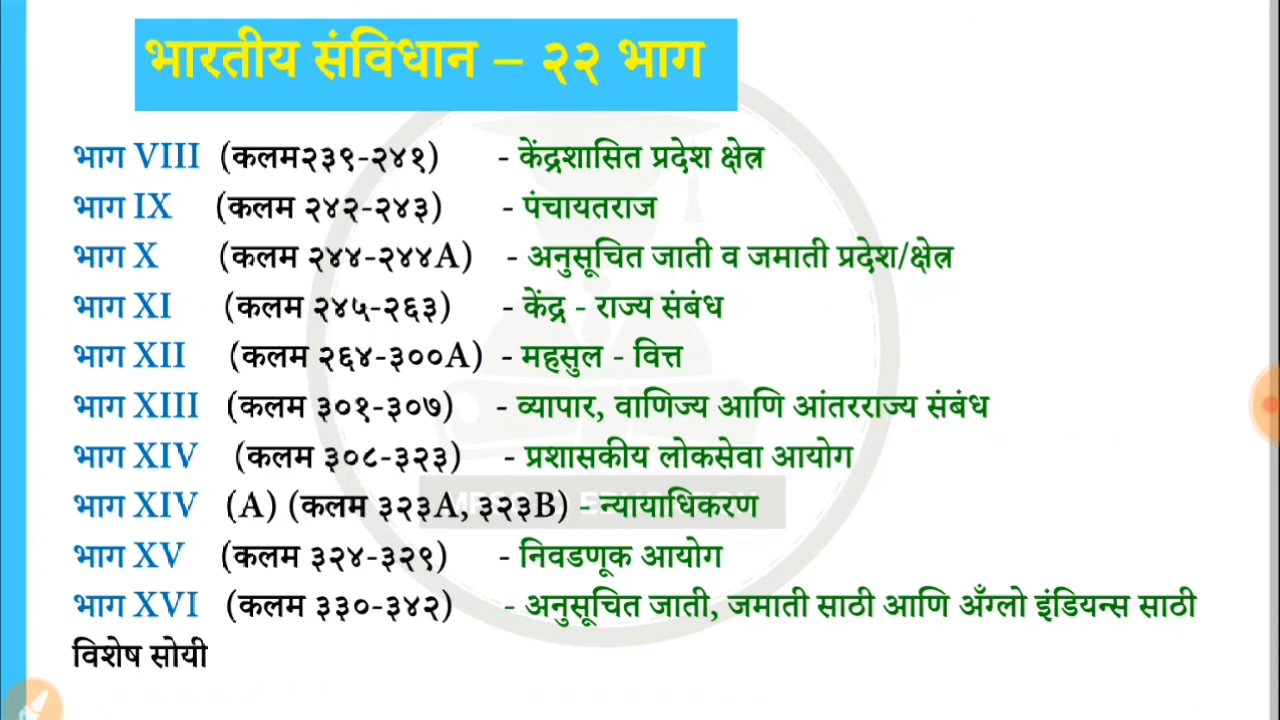 भारतीय संविधान – २२ भाग
भाग VIII (कलम२३९-२४१) - केंद्रशासित प्रदेश क्षेत्र
भाग IX (कलम २४२-२४३) - पंचायतराज
भाग X (कलम २४४-२४४A) - अनुसूचित जाती व जमाती प्रदेश/क्षेत्र
भाग XI (कलम २४५-२६३) - केंद्र - राज्य संबंध
भाग XII (कलम २६४-३००A) - महसुल - वित्त
भाग XIII (कलम ३०१-३०७) - व्यापार, वाणिज्य आणि आंतरराज्य संबंध
भाग XIV (कलम ३०८-३२३) - प्रशासकीय लोकसेवा आयोग
भाग XIV (A) (कलम ३२३A, ३२३B) - न्यायाधिकरण
भाग XV (कलम ३२४-३२९) - निवडणूक आयोग
भाग XVI (कलम ३३०-३४२) - अनुसूचित जाती, जमाती साठी आणि अँग्लो इंडियन्स साठी
विशेष सोयी